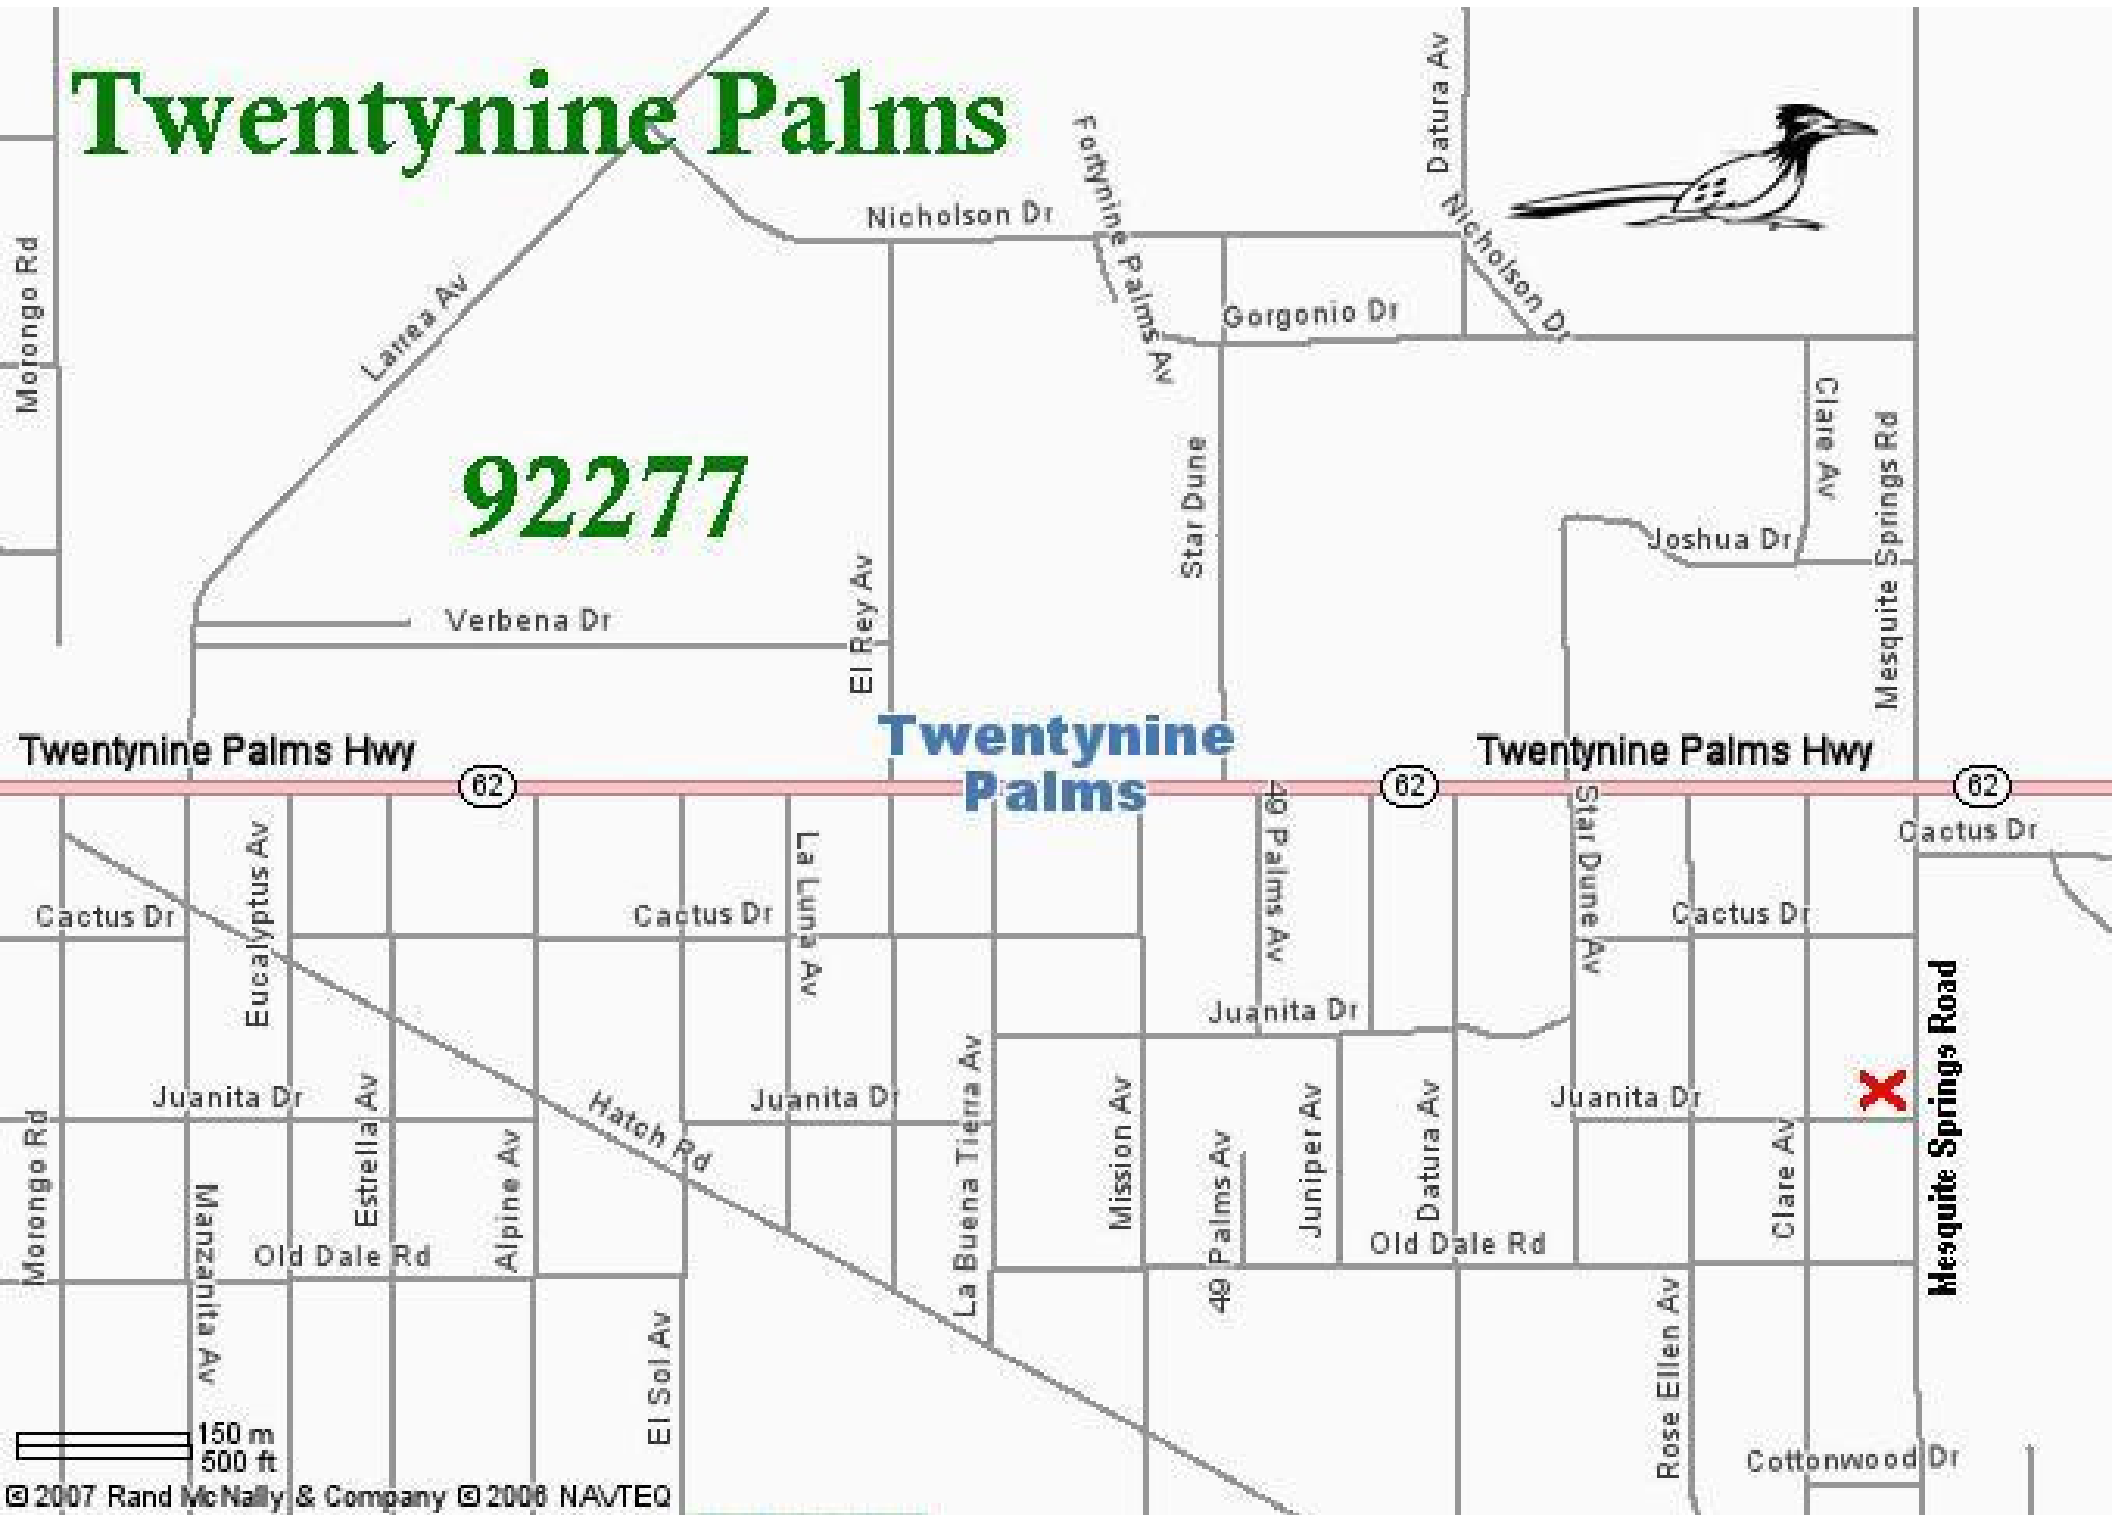 Twentynine Palms
Datura Av
Fortynine Palms Av
Nicholson Dr
Nicholson Dr
Morongo Rd
Larrea Av
Gorgonio Dr
Clare Av
Mesquite Springs Rd
92277
Star Dune
Joshua Dr
El Rey Av
Verbena Dr
Twentynine Palms Hwy
Twentynine
Palms
Twentynine Palms Hwy
62
62
62
49 Palms Av
Star Dune Av
Cactus Dr
Eucalyptus Av
La Luna Av
Cactus Dr
Cactus Dr
Cactus Dr
Mesquite Springs Road
Juanita Dr
Juanita Dr
Juanita Dr
Juanita Dr
Hatch Rd
Estrella Av
La Buena Tierra Av
Mission Av
Juniper Av
Datura Av
Morongo Rd
Manzanita Av
Alpine Av
49 Palms Av
Clare Av
Old Dale Rd
Old Dale Rd
El Sol Av
Rose Ellen Av
150 m
500 ft
Cottonwood Dr
© 2007 Rand McNally & Company © 2006 NAVTEQ